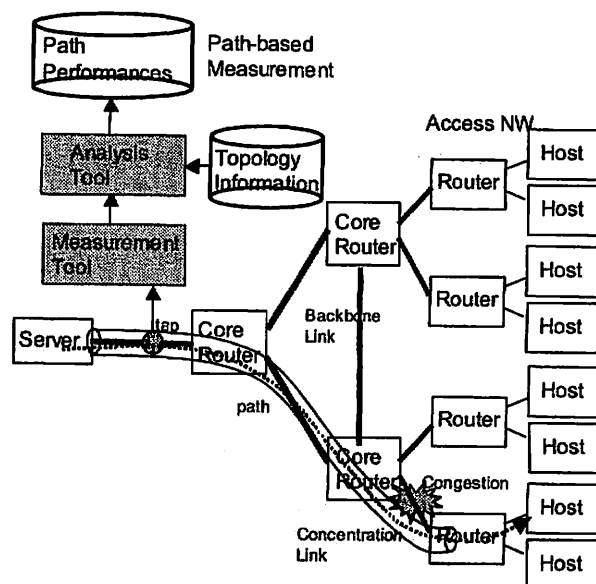 Path
Performances
Path-based
Measurement
Access NW
Analysis
Tool
Topology
Information
Measurement
Tool
Core
Router
Router
Host
Host
Router
Host
Host
Server
tap
Core
Router
Backbone
Link
path
Core
Router
Router
Host
Host
Congestion
Concentration
Link
Router
Host
Host